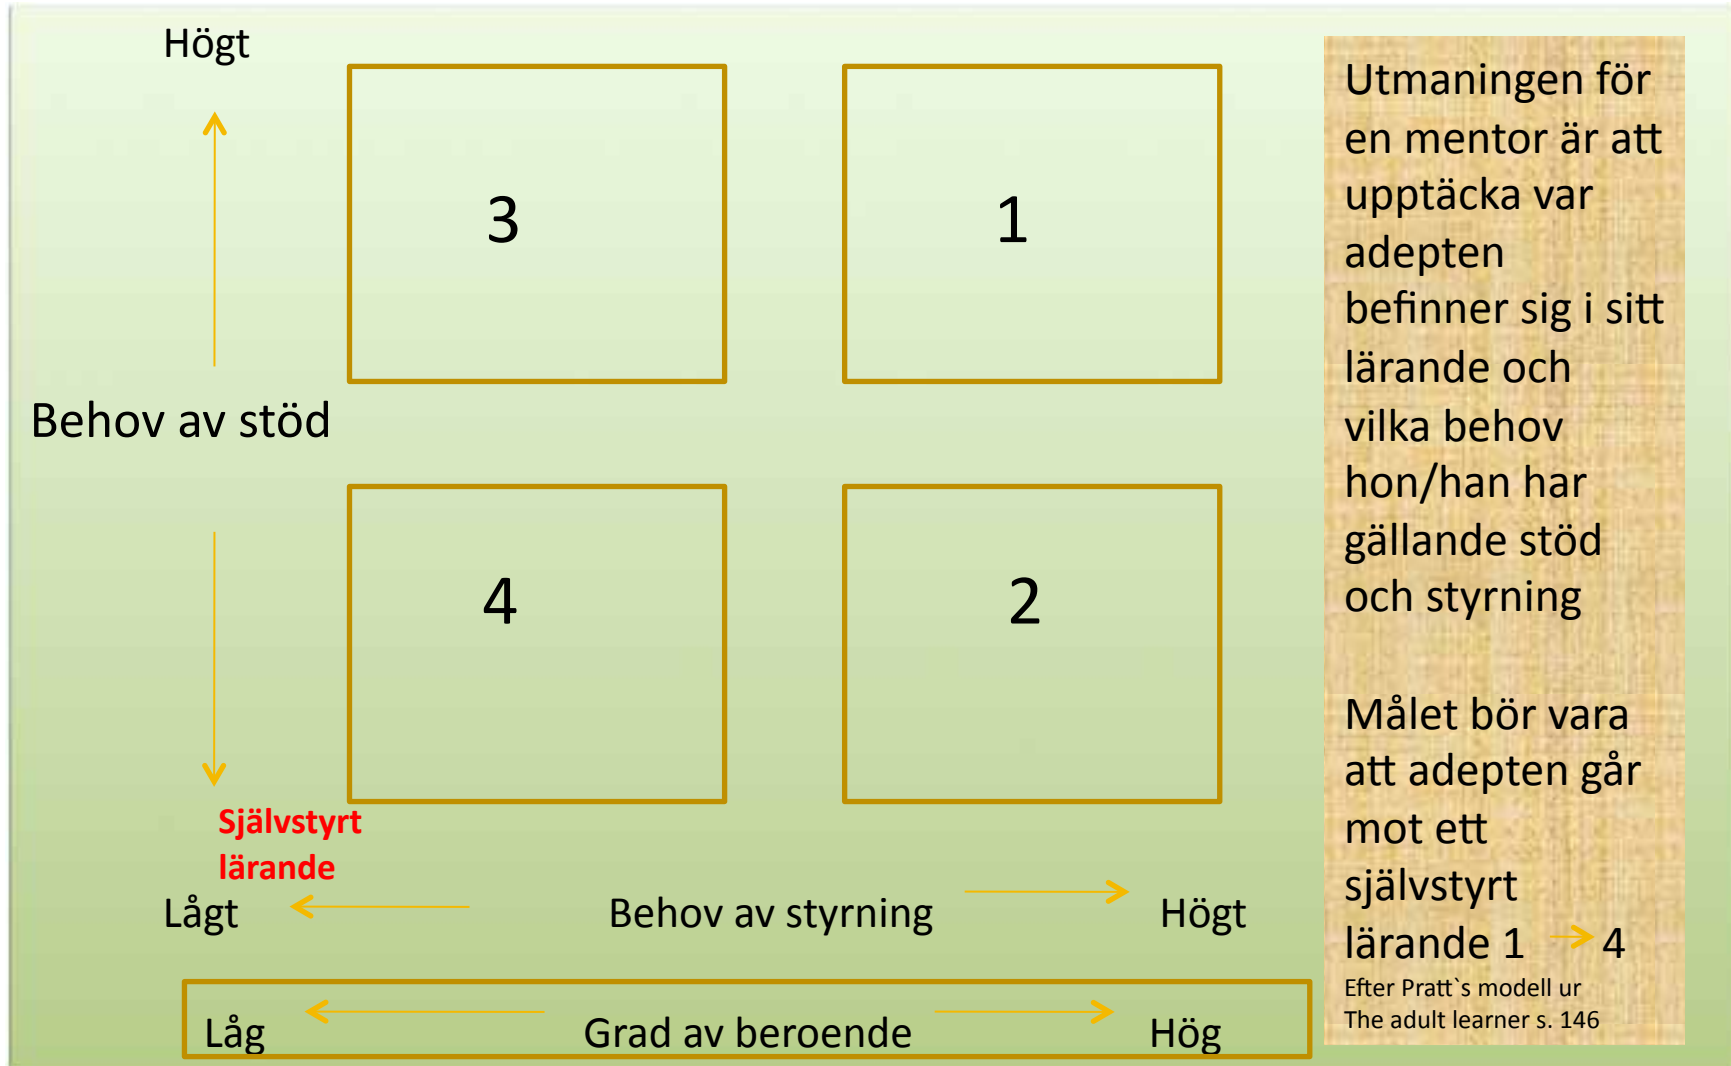 Högt
3
1
Behov av stöd
4
2
Självstyrt
lärande
Lågt
Behov av styrning
Högt
Låg
Grad av beroende
Hög
Utmaningen för
en mentor är att
upptäcka var
adepten
befinner sig i sitt
lärande och
vilka behov
hon/han har
gällande stöd
och styrning
Målet bör vara
att adepten går
mot ett
självstyrt
lärande 1 → 4
Efter Pratt`s modell ur
The adult learner s. 146